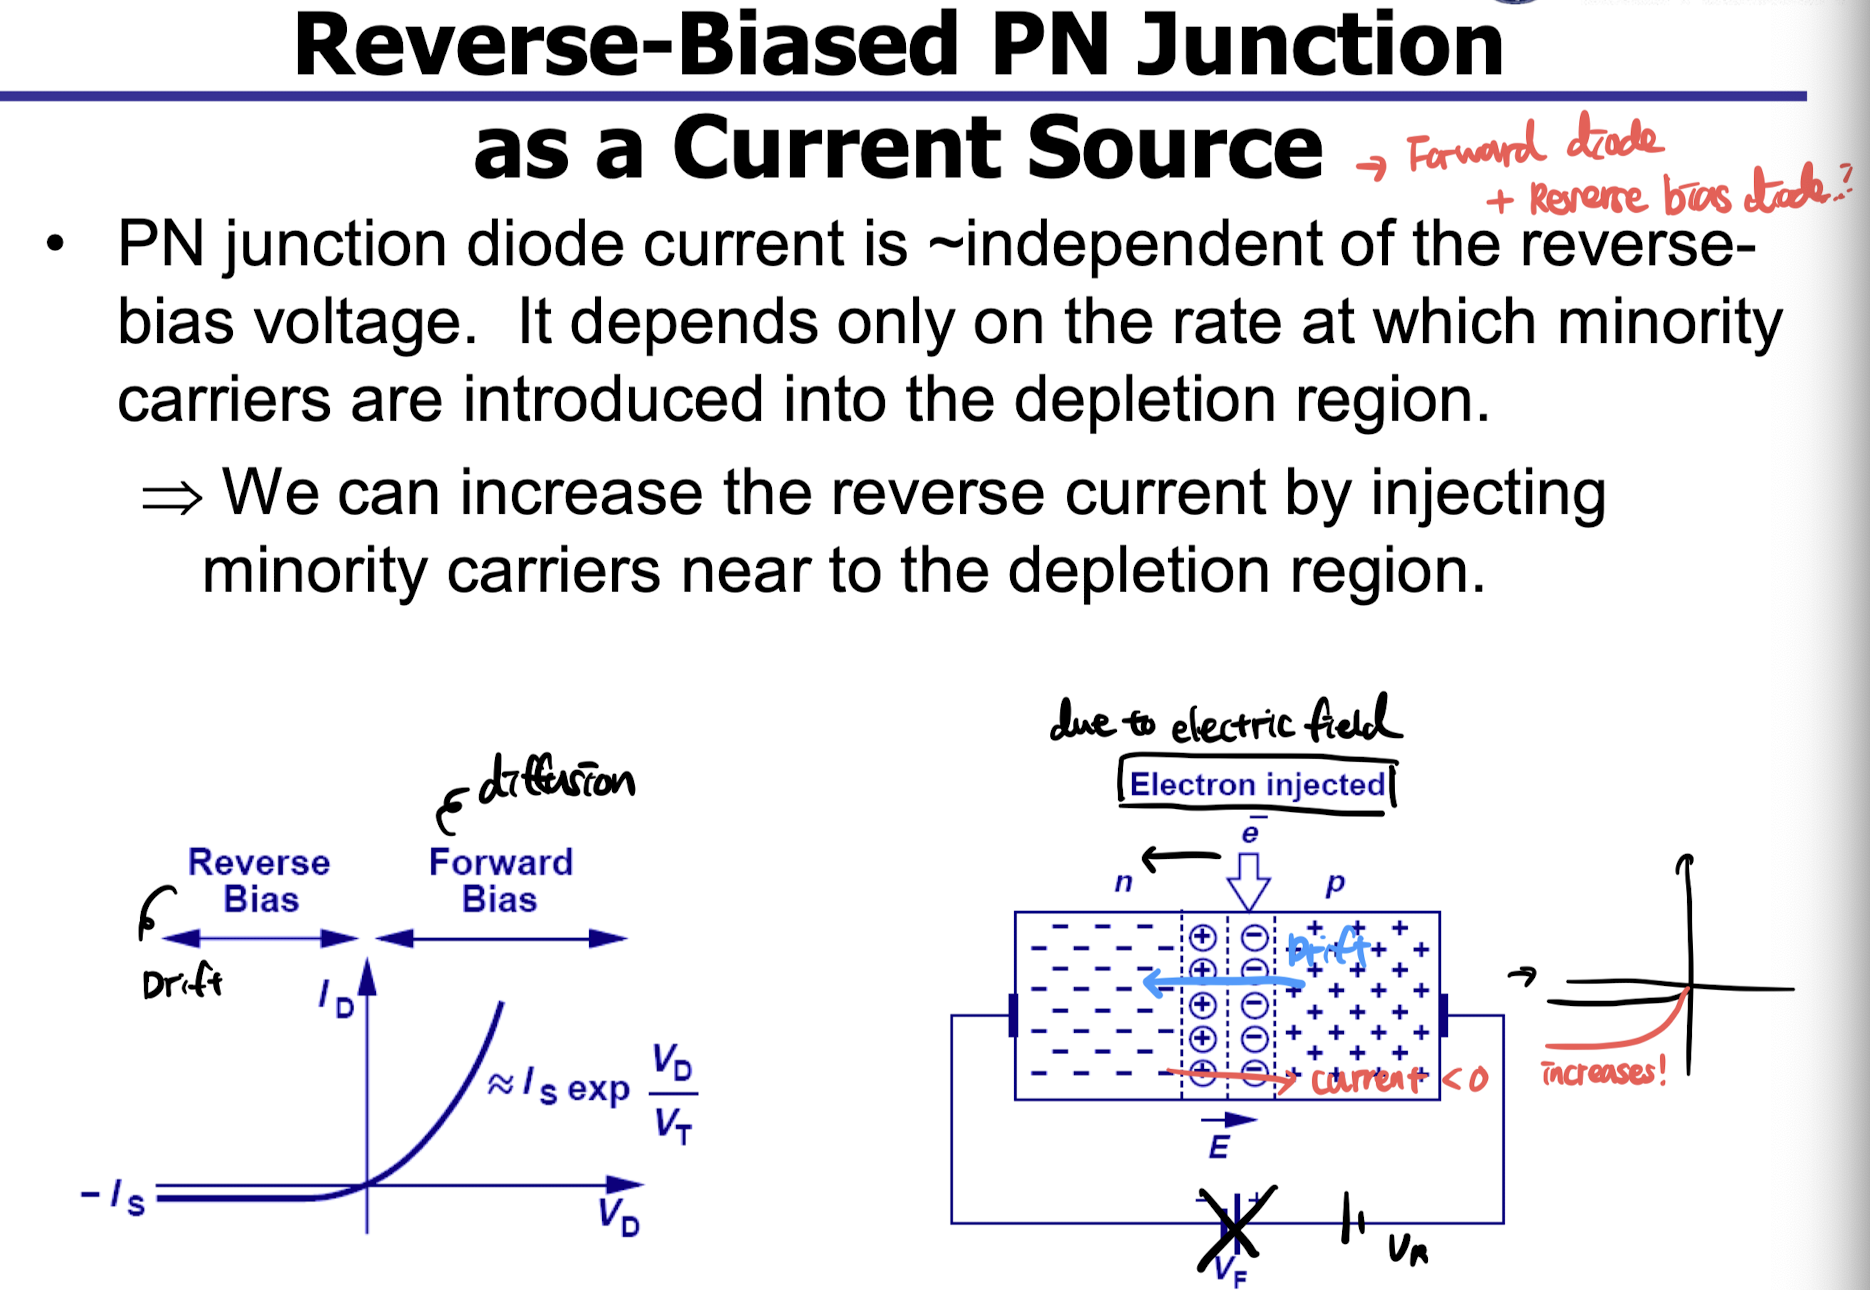 Reverse-Biased PN Junction
as a Current Source
→ Forward diode
+ Reverse bias diode..?
• PN junction diode current is ~independent of the reverse-
bias voltage. It depends only on the rate at which minority
carriers are introduced into the depletion region.
⇒ We can increase the reverse current by injecting
minority carriers near to the depletion region.
diffusion
Reverse
Bias
Forward
Bias
Drift
I_D
≈ I_S exp V_D/V_T
-I_S
V_D
due to electric field
Electron injected
e⁻
n
p
Drift
current < 0
E
- +
V_F
V_R
increases!